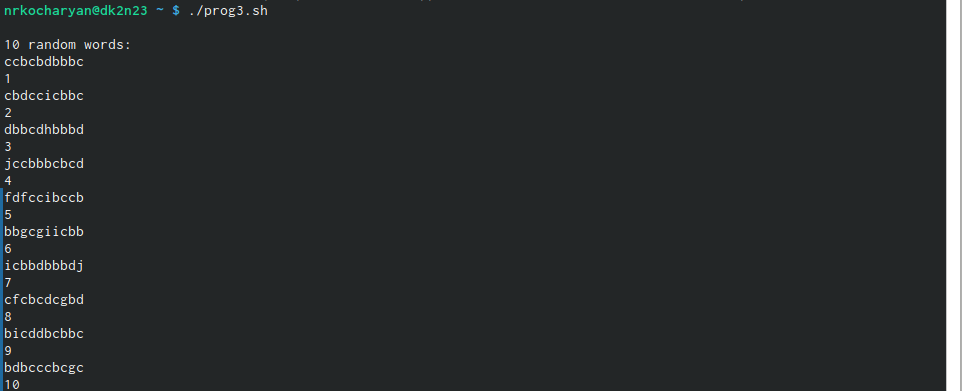 nrkocharyan@dk2n23 ~ $ ./prog3.sh
10 random words:
ccbcbdbbbc
1
cbdccicbbc
2
dbbcdhbbbd
3
jccbbbcbcd
4
fdfccibccb
5
bbgcgiicbb
6
icbbdbbbdj
7
cfcbcdcgbd
8
bicddbcbbc
9
bdbcccbcgc
10